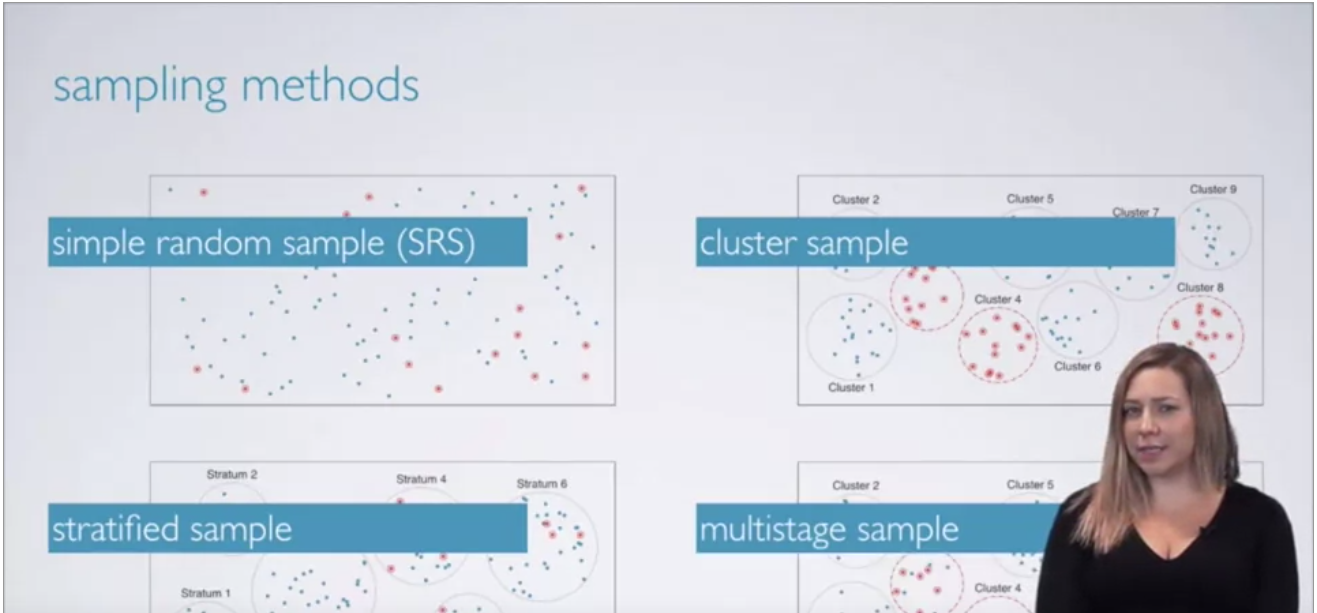 sampling methods
simple random sample (SRS)
cluster sample
Cluster 2
Cluster 5
Cluster 7
Cluster 9
Cluster 4
Cluster 8
Cluster 6
Cluster 1
stratified sample
Stratum 2
Stratum 4
Stratum 6
Stratum 1
multistage sample
Cluster 2
Cluster 5
Cluster 4